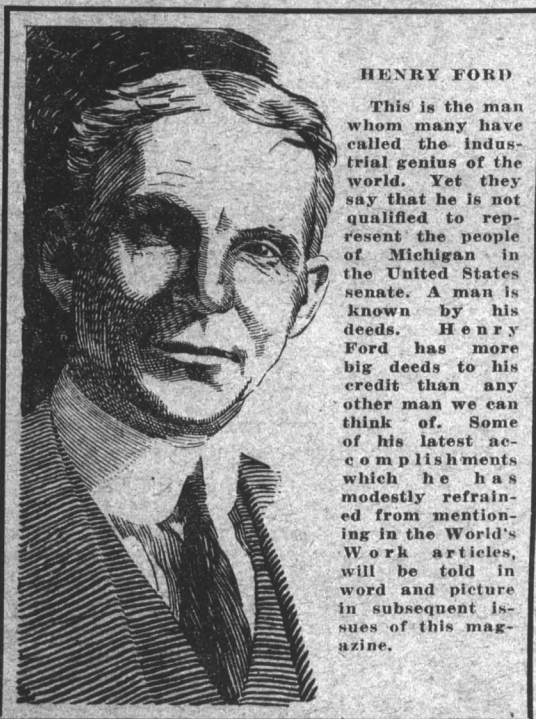 HENRY FORD
This is the man
whom many have
called the indus-
trial genius of the
world. Yet they
say that he is not
qualified to rep-
resent the people
of Michigan in
the United States
senate. A man is
known by his
deeds. Henry
Ford has more
big deeds to his
credit than any
other man we can
think of. Some
of his latest ac-
complishments
which he has
modestly refrain-
ed from mention-
ing in the World's
Work articles,
will be told in
word and picture
in subsequent is-
sues of this mag-
azine.